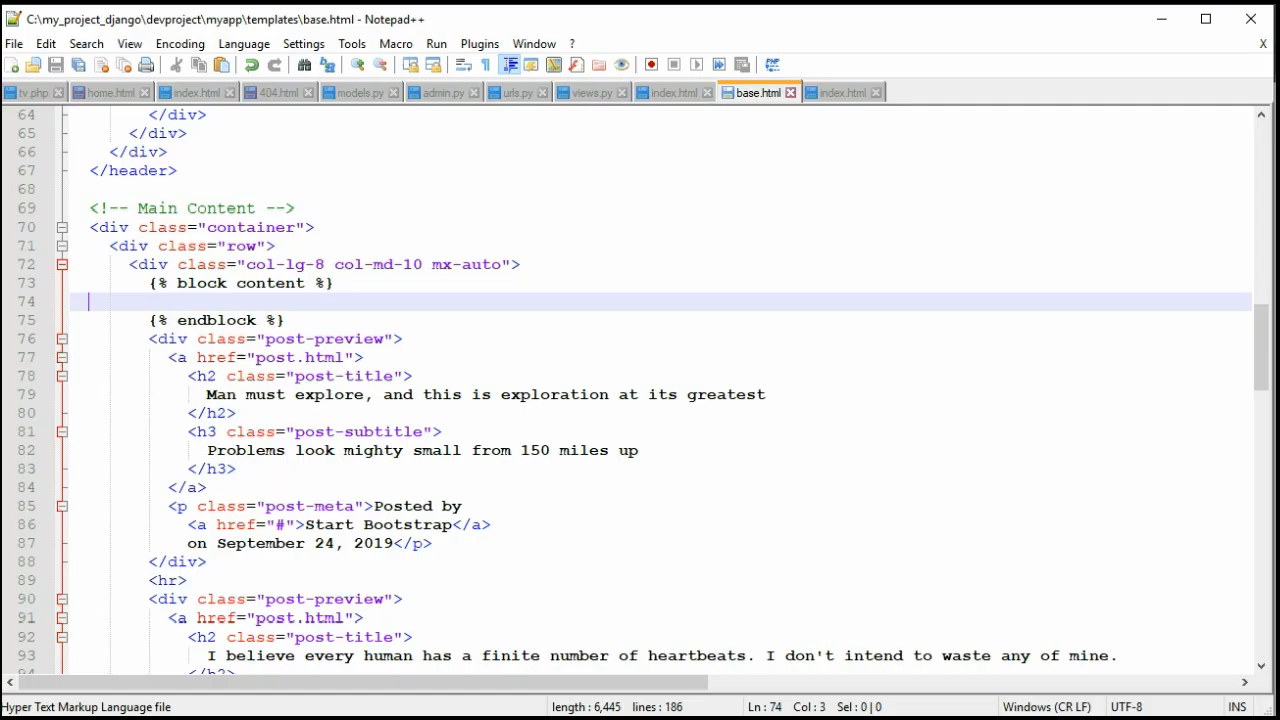 C:\my_project_django\devproject\myapp\templates\base.html - Notepad++
File Edit Search View Encoding Language Settings Tools Macro Run Plugins Window ? X
tv.php home.html index.html 404.html models.py admin.py urls.py views.py index.html base.html index.html
64 </div>
65 </div>
66 </div>
67 </header>
68
69 <!-- Main Content -->
70 <div class="container">
71 <div class="row">
72 <div class="col-lg-8 col-md-10 mx-auto">
73 {% block content %}
74
75 {% endblock %}
76 <div class="post-preview">
77 <a href="post.html">
78 <h2 class="post-title">
79 Man must explore, and this is exploration at its greatest
80 </h2>
81 <h3 class="post-subtitle">
82 Problems look mighty small from 150 miles up
83 </h3>
84 </a>
85 <p class="post-meta">Posted by
86 <a href="#">Start Bootstrap</a>
87 on September 24, 2019</p>
88 </div>
89 <hr>
90 <div class="post-preview">
91 <a href="post.html">
92 <h2 class="post-title">
93 I believe every human has a finite number of heartbeats. I don't intend to waste any of mine.
94 </h2>
Hyper Text Markup Language file length : 6,445 lines : 186 Ln : 74 Col : 3 Sel : 0 | 0 Windows (CR LF) UTF-8 INS